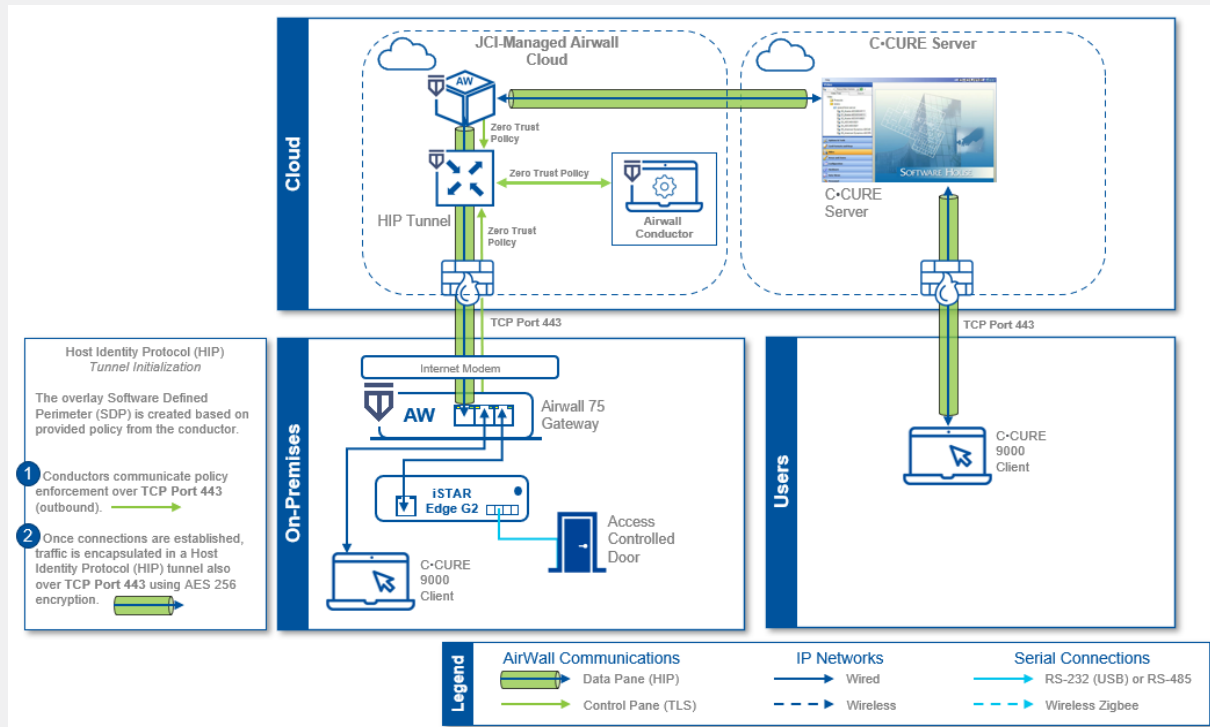 JCI-Managed Airwall
Cloud
C•CURE Server
AW
Zero Trust
Policy
Zero Trust Policy
HIP Tunnel
Airwall
Conductor
Zero Trust
Policy
SOFTWARE HOUSE
C•CURE
Server
Cloud
TCP Port 443
TCP Port 443
Host Identity Protocol (HIP)
Tunnel Initialization
The overlay Software Defined
Perimeter (SDP) is created based on
provided policy from the conductor.
1 Conductors communicate policy
enforcement over TCP Port 443
(outbound).
2 Once connections are established,
traffic is encapsulated in a Host
Identity Protocol (HIP) tunnel also
over TCP Port 443 using AES 256
encryption.
On-Premises
Internet Modem
AW
Airwall 75
Gateway
iSTAR
Edge G2
Access
Controlled
Door
C•CURE
9000
Client
Users
C•CURE
9000
Client
Legend
AirWall Communications
IP Networks
Serial Connections
Data Pane (HIP)
Wired
RS-232 (USB) or RS-485
Control Pane (TLS)
Wireless
Wireless Zigbee